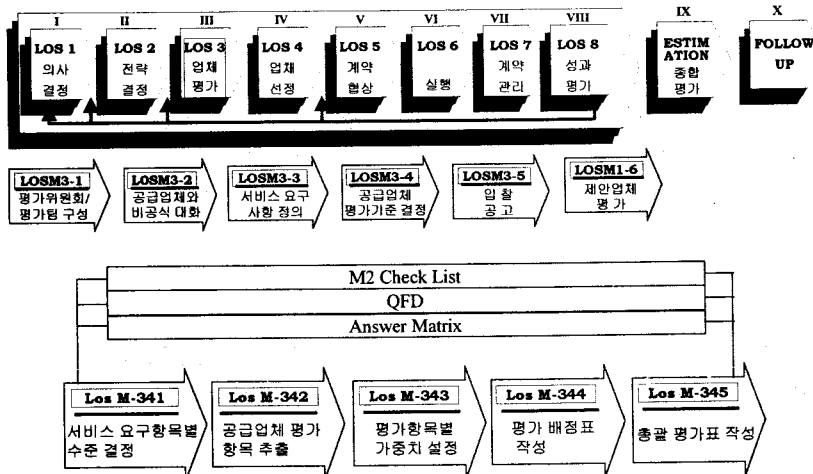 I II III IV V VI VII VIII IX X
LOS 1
의사
결정
LOS 2
전략
결정
LOS 3
업체
평가
LOS 4
업체
선정
LOS 5
계약
협상
LOS 6
실행
LOS 7
계약
관리
LOS 8
성과
평가
ESTIM
ATION
종합
평가
FOLLOW
UP
LOSM3-1
평가위원회/
평가팀 구성
LOSM3-2
공급업체와
비공식 대화
LOSM3-3
서비스 요구
사항 정의
LOSM3-4
공급업체
평가기준 결정
LOSM3-5
입 찰
공 고
LOSM1-6
제안업체
평 가
M2 Check List
QFD
Answer Matrix
Los M-341
서비스 요구항목별
수준 결정
Los M-342
공급업체 평가
항목 추출
Los M-343
평가항목별
가중치 설정
Los M-344
평가 배정표
작성
Los M-345
총괄 평가표 작성